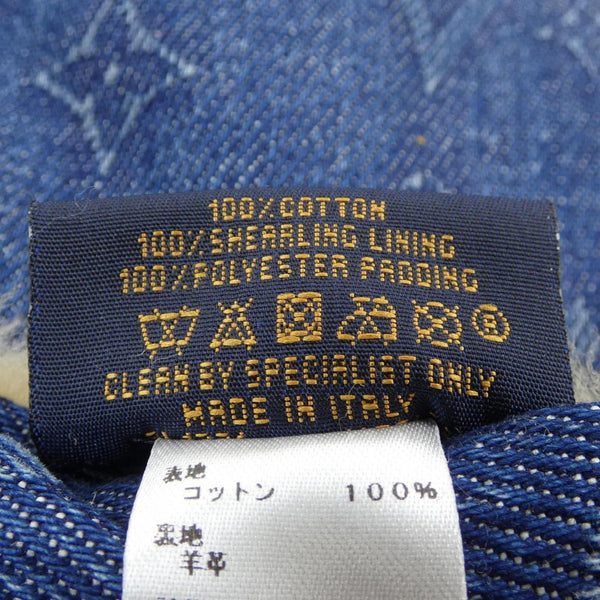 100%COTTON
100%SHEARLING LINING
100%POLYESTER PADDING
CLEAN BY SPECIALIST ONLY
MADE IN ITALY
表地
コットン 100%
裏地
羊革